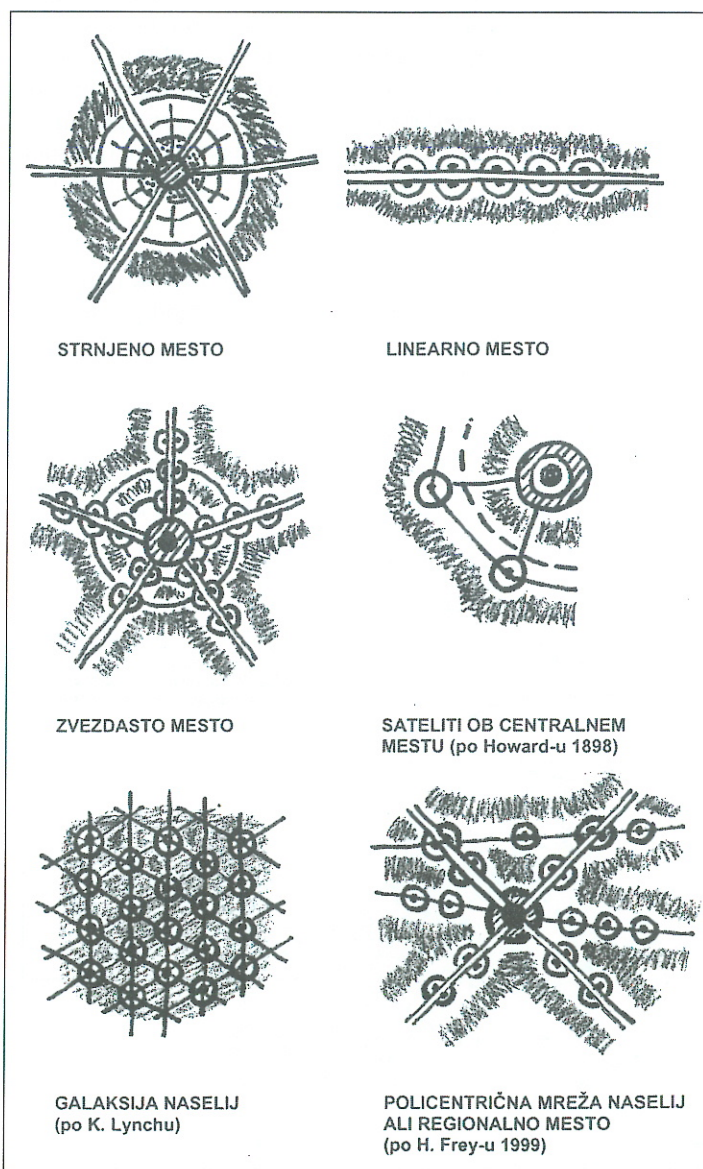 STRNJENO MESTO
LINEARNO MESTO
ZVEZDASTO MESTO
SATELITI OB CENTRALNEM
MESTU (po Howard-u 1898)
GALAKSIJA NASELIJ
(po K. Lynchu)
POLICENTRIČNA MREŽA NASELIJ
ALI REGIONALNO MESTO
(po H. Frey-u 1999)